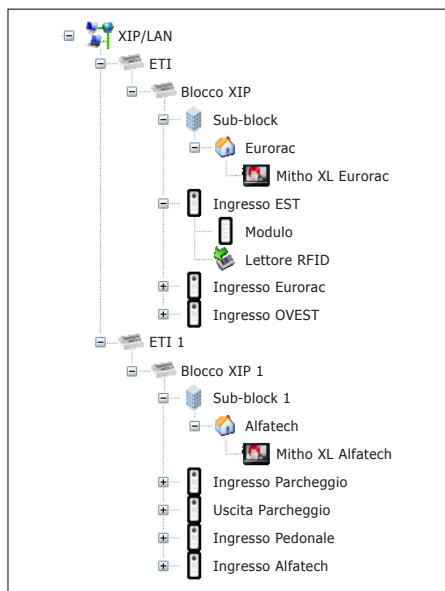 XIP/LAN
ETI
Blocco XIP
Sub-block
Eurorac
Mitho XL Eurorac
Ingresso EST
Modulo
Lettore RFID
Ingresso Eurorac
Ingresso OVEST
ETI 1
Blocco XIP 1
Sub-block 1
Alfatech
Mitho XL Alfatech
Ingresso Parcheggio
Uscita Parcheggio
Ingresso Pedonale
Ingresso Alfatech